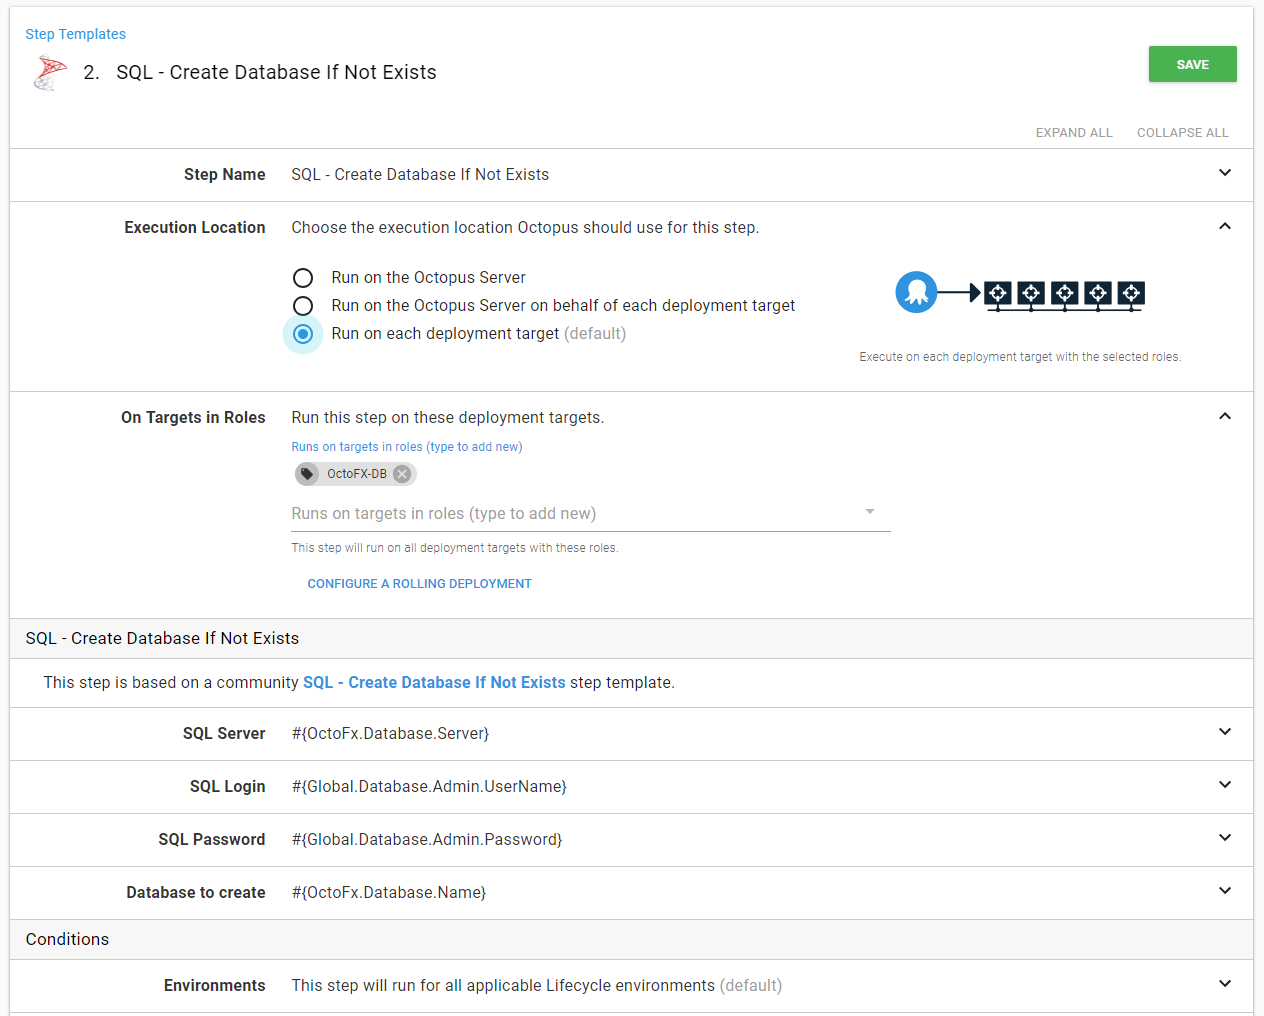 Step Templates
2. SQL - Create Database If Not Exists
SAVE
EXPAND ALL COLLAPSE ALL
Step Name SQL - Create Database If Not Exists
Execution Location Choose the execution location Octopus should use for this step.
Run on the Octopus Server
Run on the Octopus Server on behalf of each deployment target
Run on each deployment target (default)
Execute on each deployment target with the selected roles.
On Targets in Roles Run this step on these deployment targets.
Runs on targets in roles (type to add new)
OctoFX-DB
Runs on targets in roles (type to add new)
This step will run on all deployment targets with these roles.
CONFIGURE A ROLLING DEPLOYMENT
SQL - Create Database If Not Exists
This step is based on a community SQL - Create Database If Not Exists step template.
SQL Server #{OctoFx.Database.Server}
SQL Login #{Global.Database.Admin.UserName}
SQL Password #{Global.Database.Admin.Password}
Database to create #{OctoFx.Database.Name}
Conditions
Environments This step will run for all applicable Lifecycle environments (default)